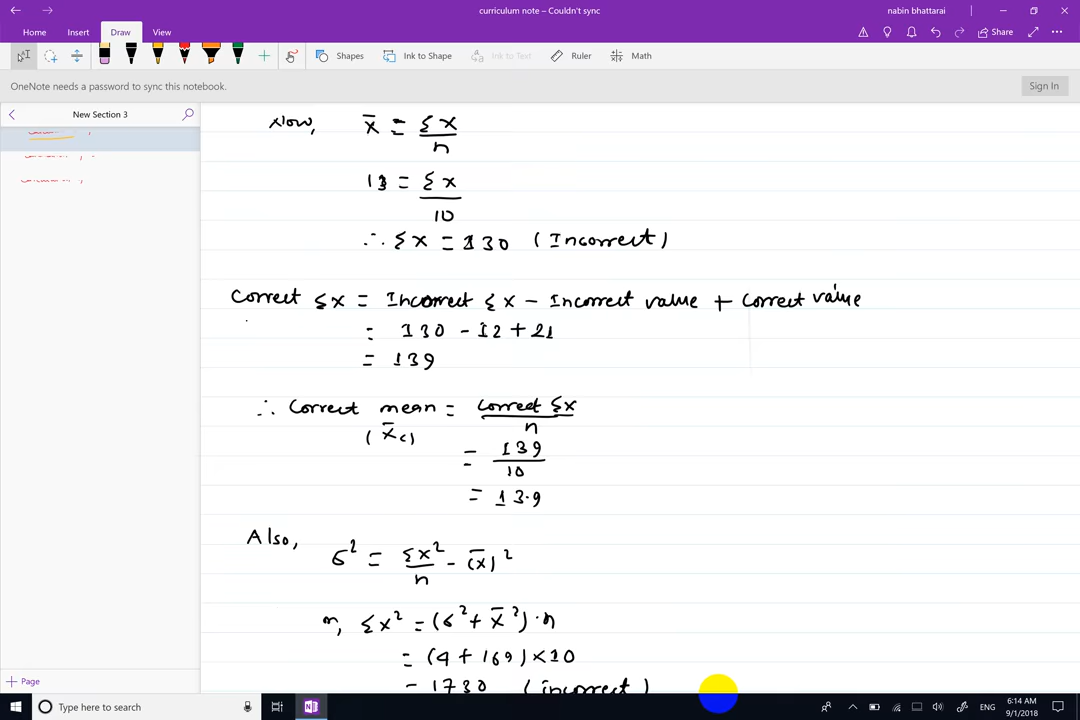 curriculum note – Couldn't sync
nabin bhattarai
Home Insert Draw View
Share
Shapes Ink to Shape Ink to Text Ruler Math
OneNote needs a password to sync this notebook.
Sign In
New Section 3
Now, x̄ = Σx/n
13 = Σx/10
∴ Σx = 130 (Incorrect)
Correct Σx = Incorrect Σx - Incorrect value + Correct value
= 130 - 12 + 21
= 139
∴ Correct mean = Correct Σx/n
(x̄c)
= 139/10
= 13.9
Also,
σ² = Σx²/n - (x̄)²
or, Σx² = (σ² + x̄²)·n
= (4 + 169) × 10
= 1730 (incorrect)
+ Page
Type here to search
ENG
6:14 AM
9/1/2018